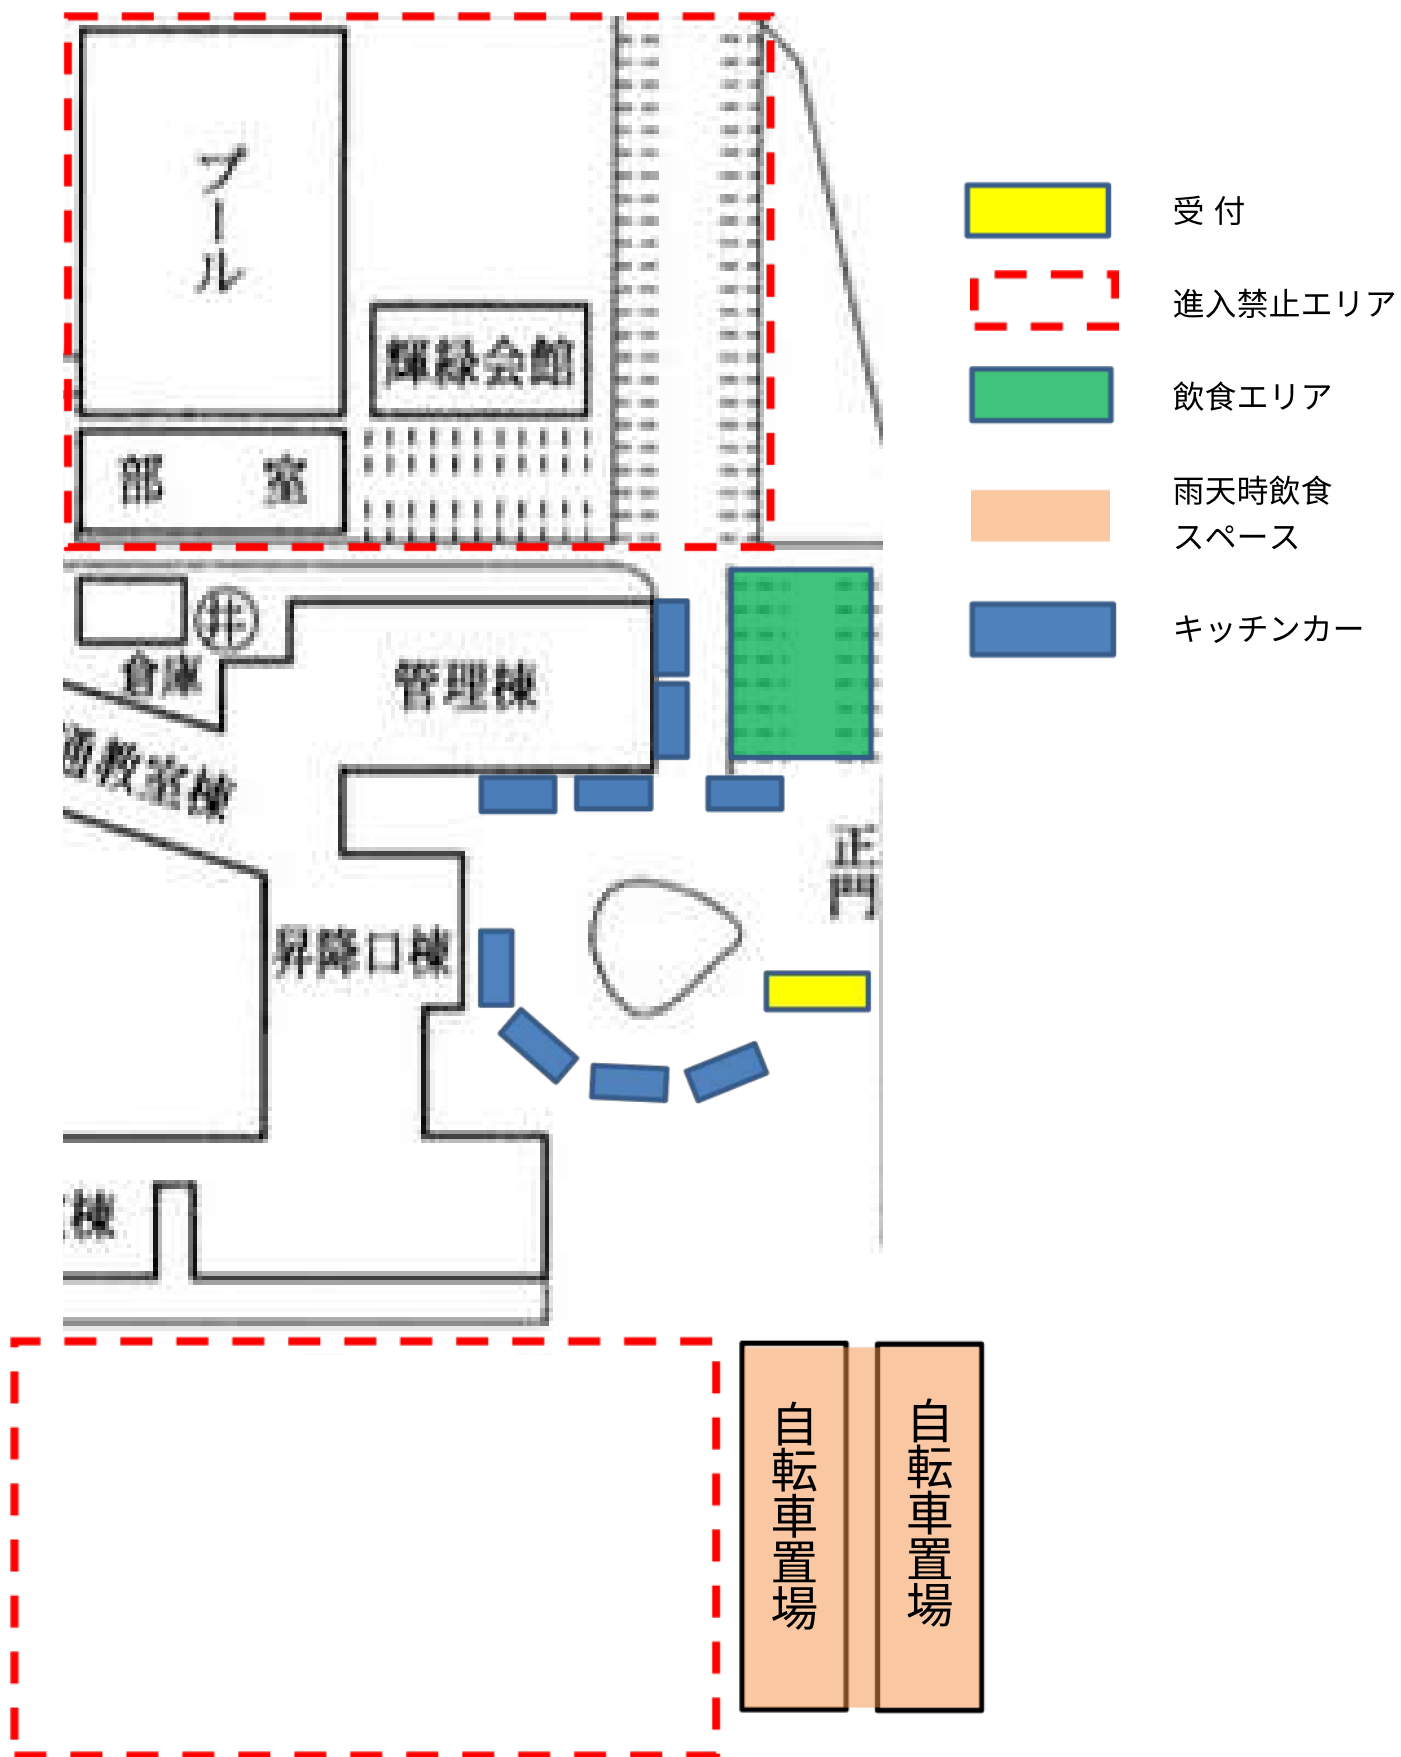 プール
輝緑会館
部 室
井
倉庫
管理棟
教室棟
昇降口棟
正門
棟
受 付
進入禁止エリア
飲食エリア
雨天時飲食
スペース
キッチンカー
自転車置場
自転車置場